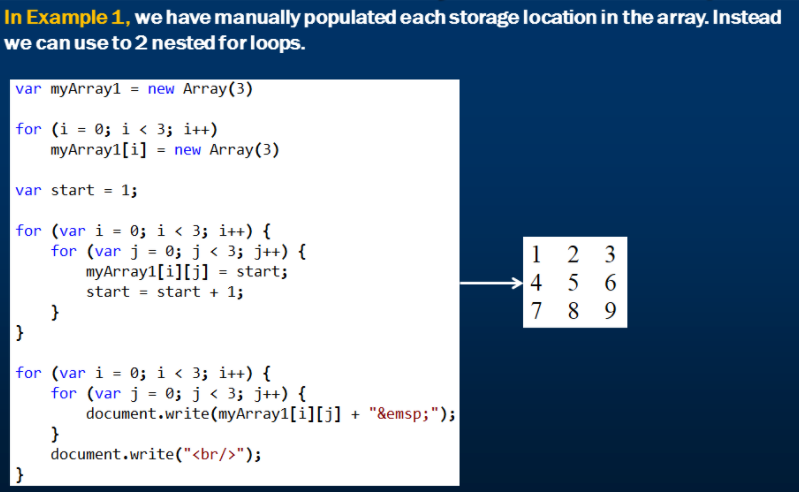 In Example 1, we have manually populated each storage location in the array. Instead
we can use to 2 nested for loops.
var myArray1 = new Array(3)
for (i = 0; i < 3; i++)
myArray1[i] = new Array(3)
var start = 1;
for (var i = 0; i < 3; i++) {
for (var j = 0; j < 3; j++) {
myArray1[i][j] = start;
start = start + 1;
}
}
for (var i = 0; i < 3; i++) {
for (var j = 0; j < 3; j++) {
document.write(myArray1[i][j] + "&emsp;");
}
document.write("<br/>");
}
1 2 3
4 5 6
7 8 9